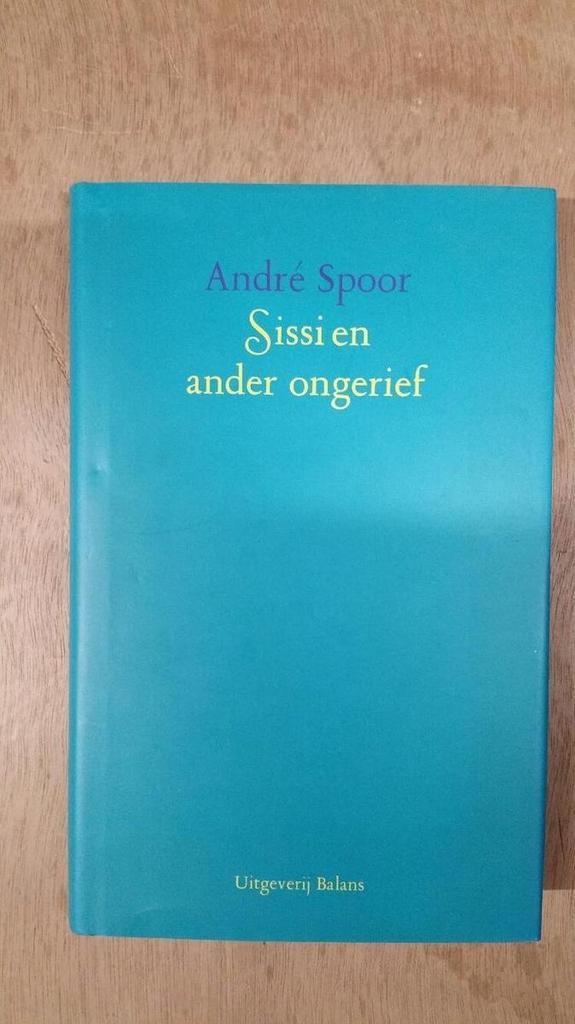 André Spoor
Sissi en
ander ongerief
Uitgeverij Balans